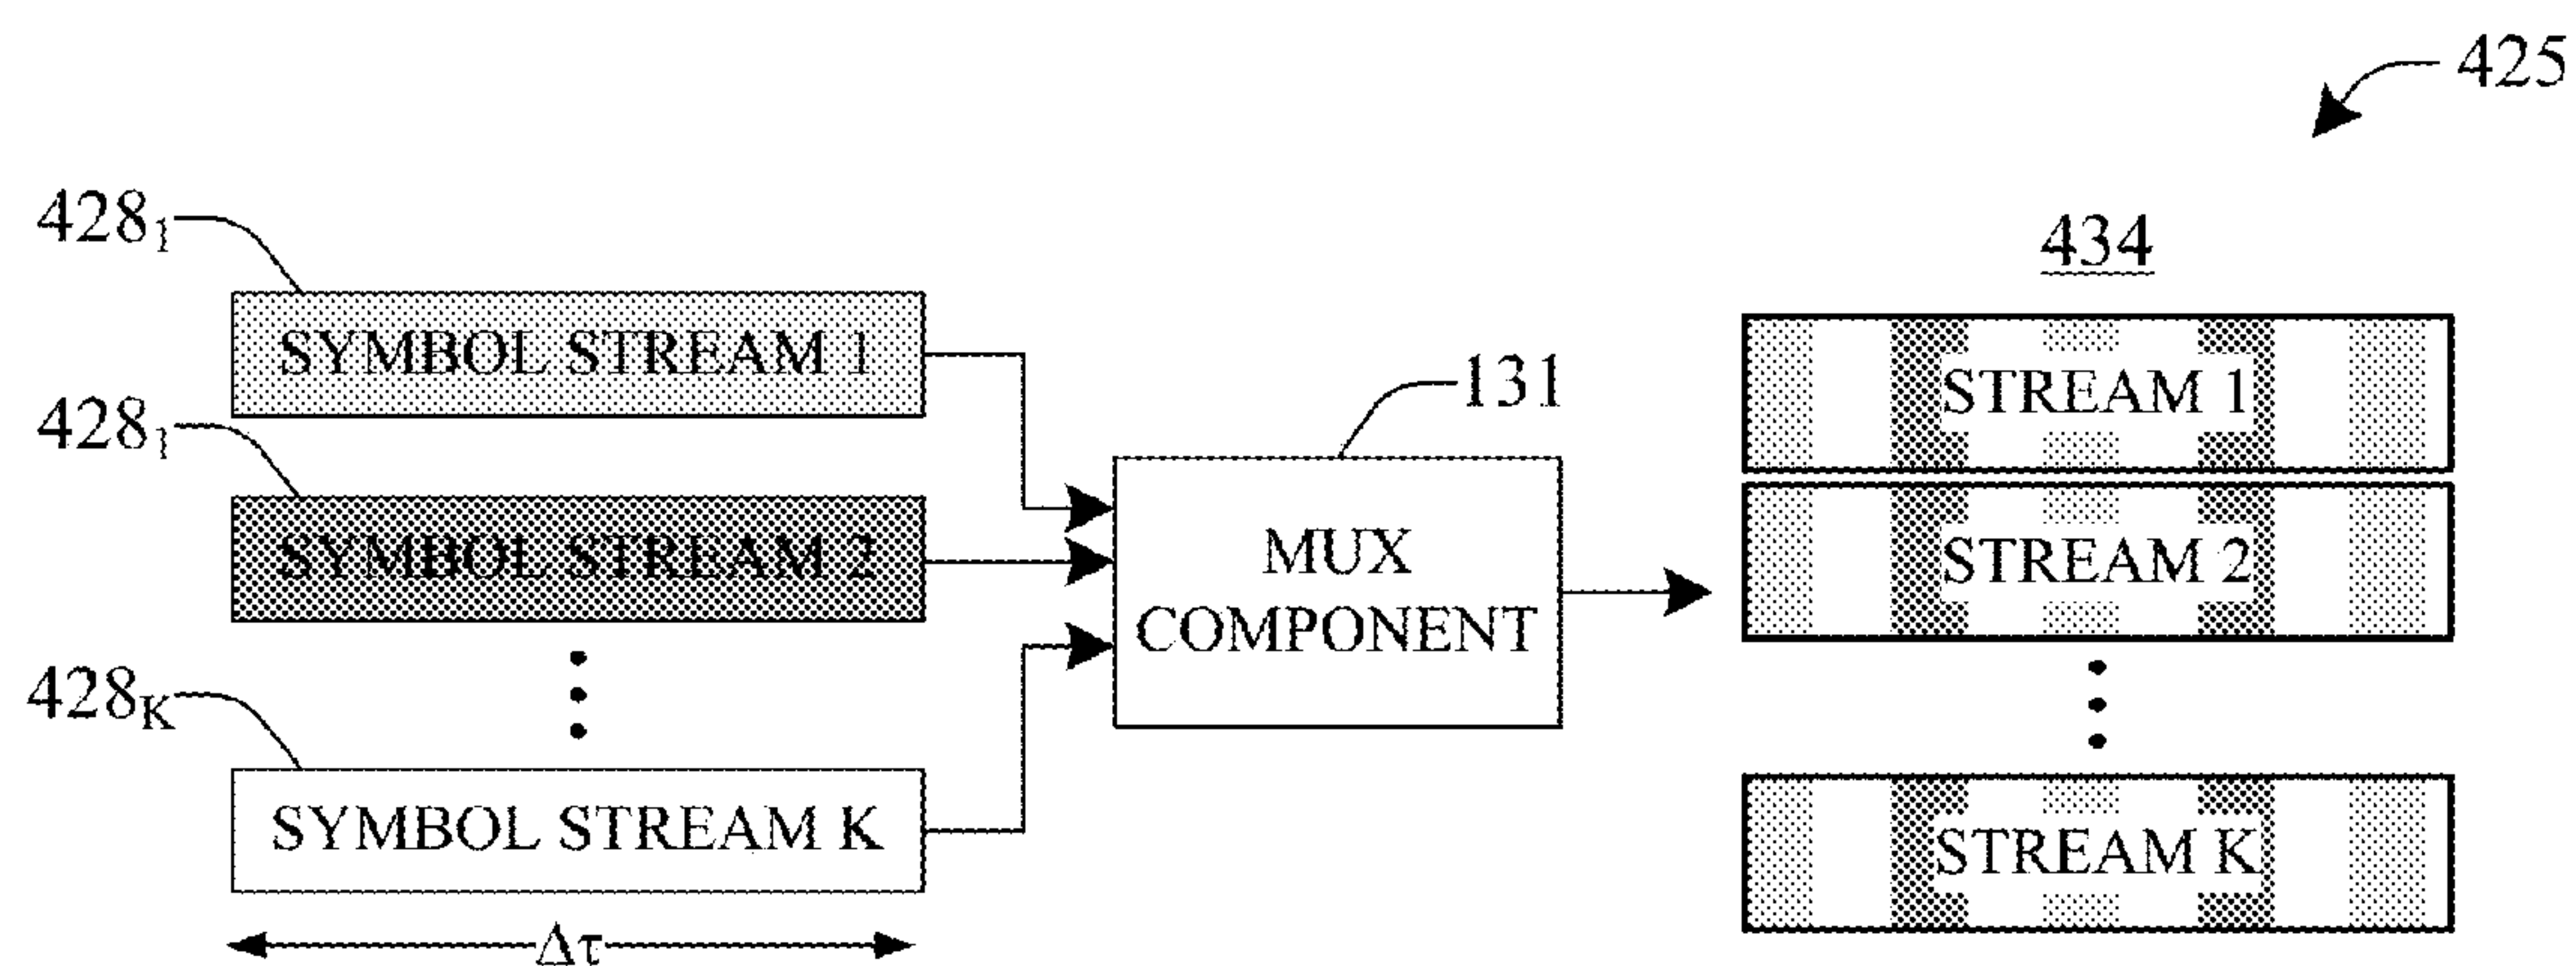 425
428₁
434
SYMBOL STREAM 1
131
STREAM 1
428₁
SYMBOL STREAM 2
MUX
COMPONENT
STREAM 2
428K
SYMBOL STREAM K
STREAM K
Δτ